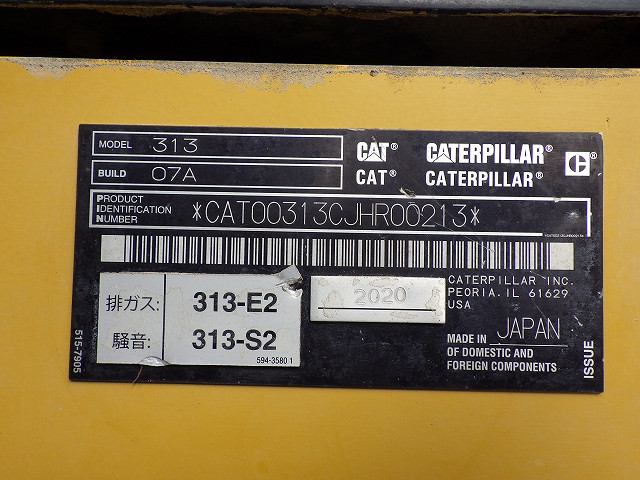 MODEL 313
BUILD 07A
CAT® CATERPILLAR® C®
CAT® CATERPILLAR®
PRODUCT IDENTIFICATION NUMBER *CAT00313CJHR00213*
排ガス: 313-E2
騒音: 313-S2
594-3580 1
2020
CATERPILLAR INC.
PEORIA, IL 61629
USA
MADE IN JAPAN
OF DOMESTIC AND
FOREIGN COMPONENTS
515-7905
ISSUE